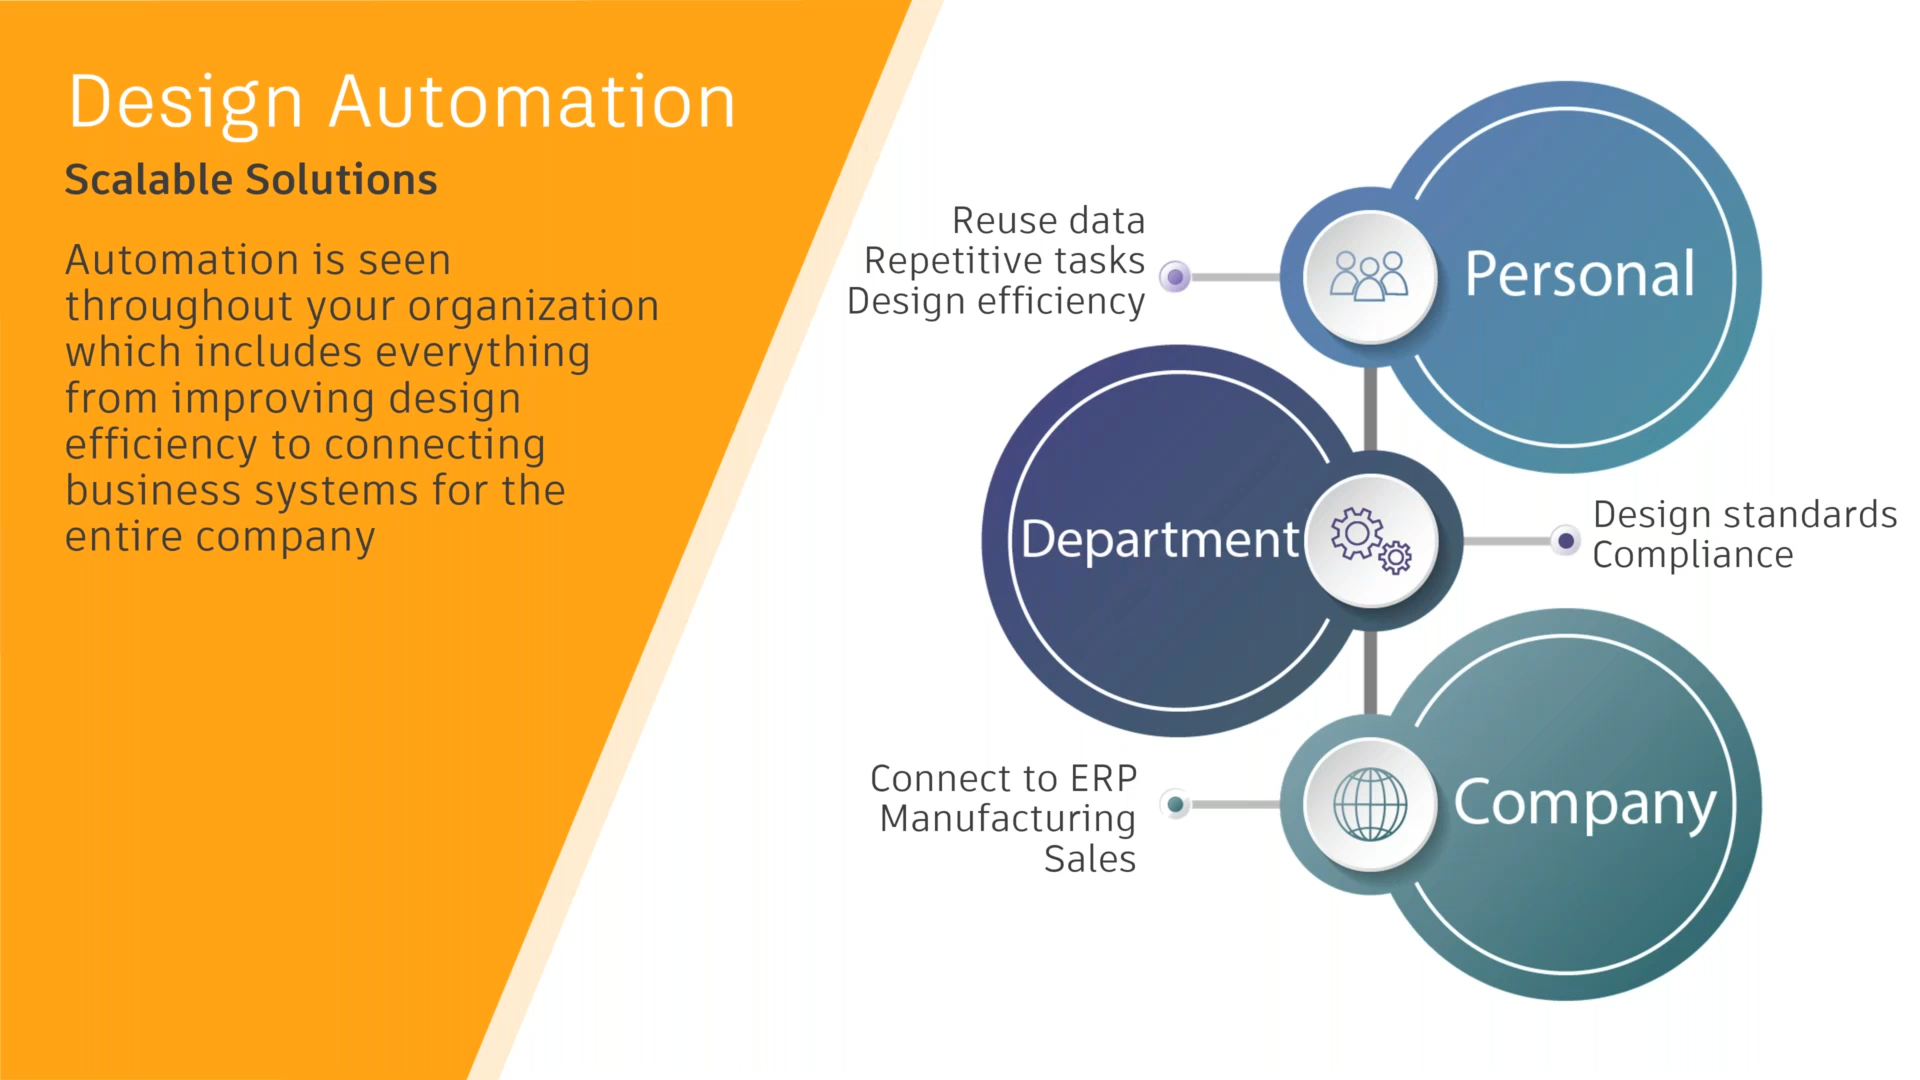 Design Automation
Scalable Solutions
Automation is seen
throughout your organization
which includes everything
from improving design
efficiency to connecting
business systems for the
entire company
Reuse data
Repetitive tasks
Design efficiency
Personal
Department
Design standards
Compliance
Connect to ERP
Manufacturing
Sales
Company